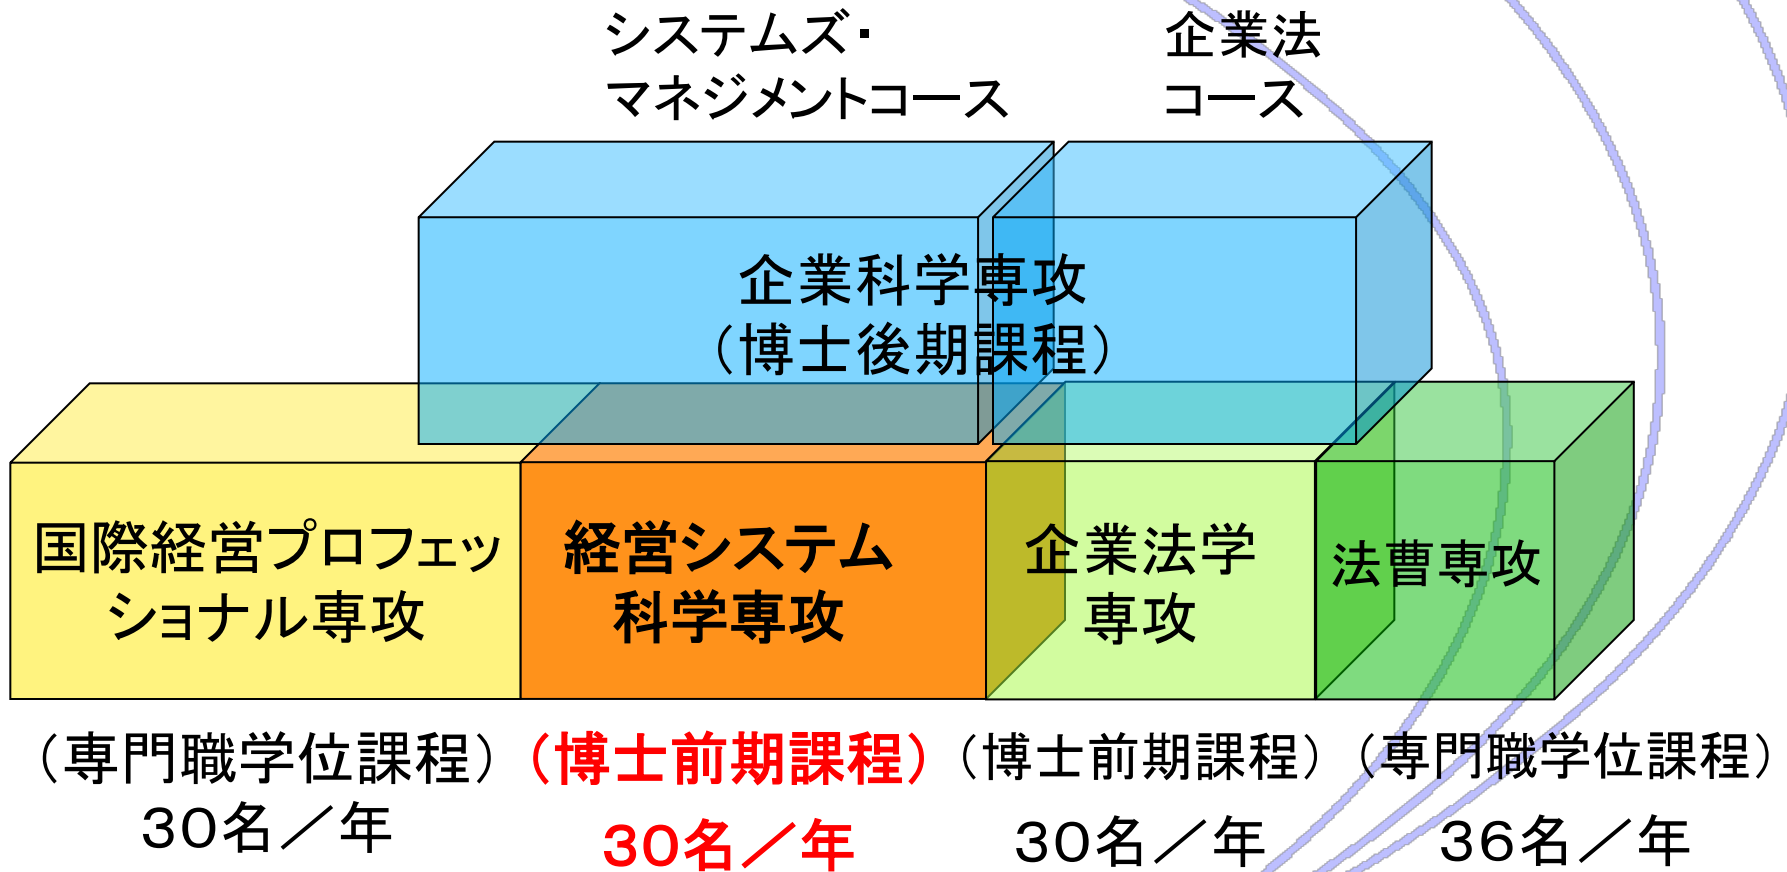 システムズ・
マネジメントコース
企業法
コース
企業科学専攻
（博士後期課程）
国際経営プロフェッ
ショナル専攻
経営システム
科学専攻
企業法学
専攻
法曹専攻
（専門職学位課程）
３０名／年
（博士前期課程）
３０名／年
（博士前期課程）
３０名／年
（専門職学位課程）
３６名／年